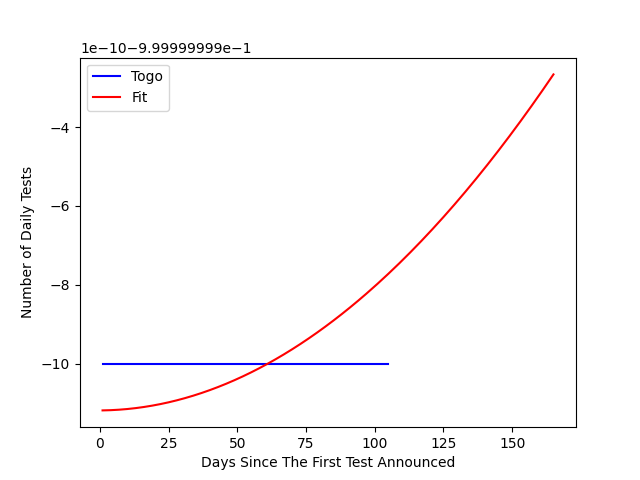 1e−10−9.99999999e−1
Togo
Fit
−4
−6
−8
−10
Number of Daily Tests
0
25
50
75
100
125
150
Days Since The First Test Announced